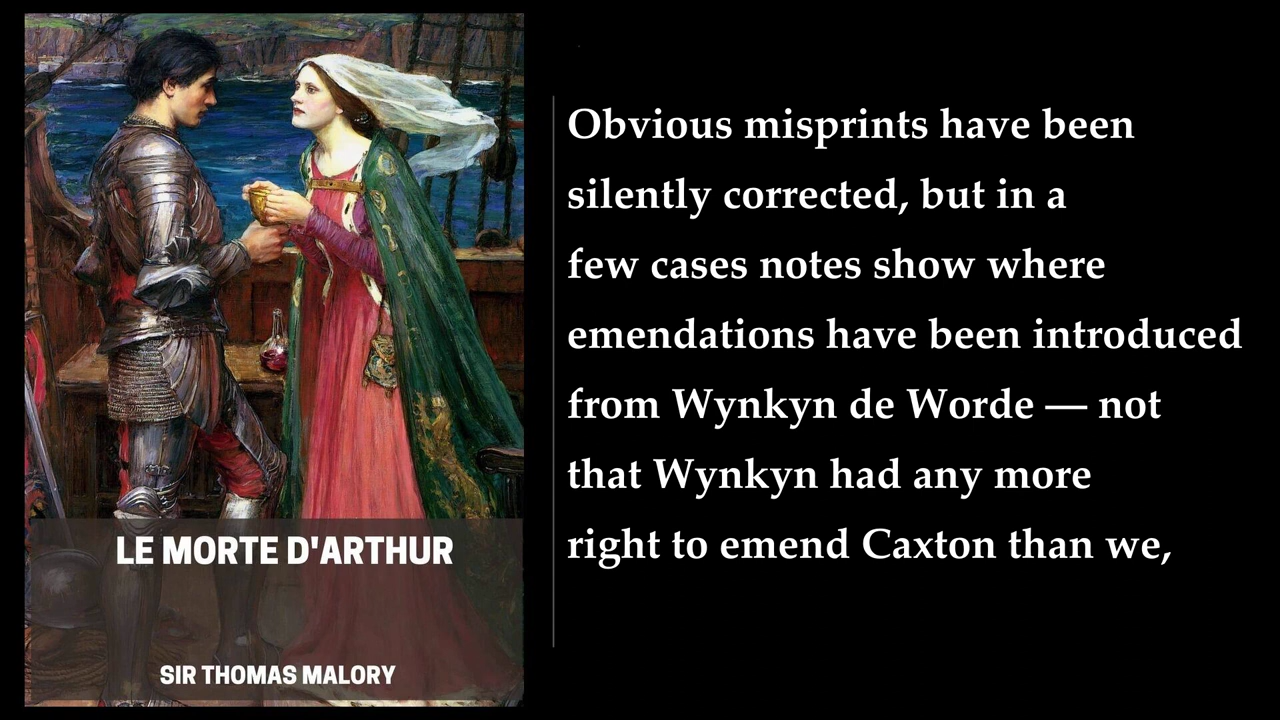 LE MORTE D'ARTHUR
SIR THOMAS MALORY
Obvious misprints have been
silently corrected, but in a
few cases notes show where
emendations have been introduced
from Wynkyn de Worde — not
that Wynkyn had any more
right to emend Caxton than we,